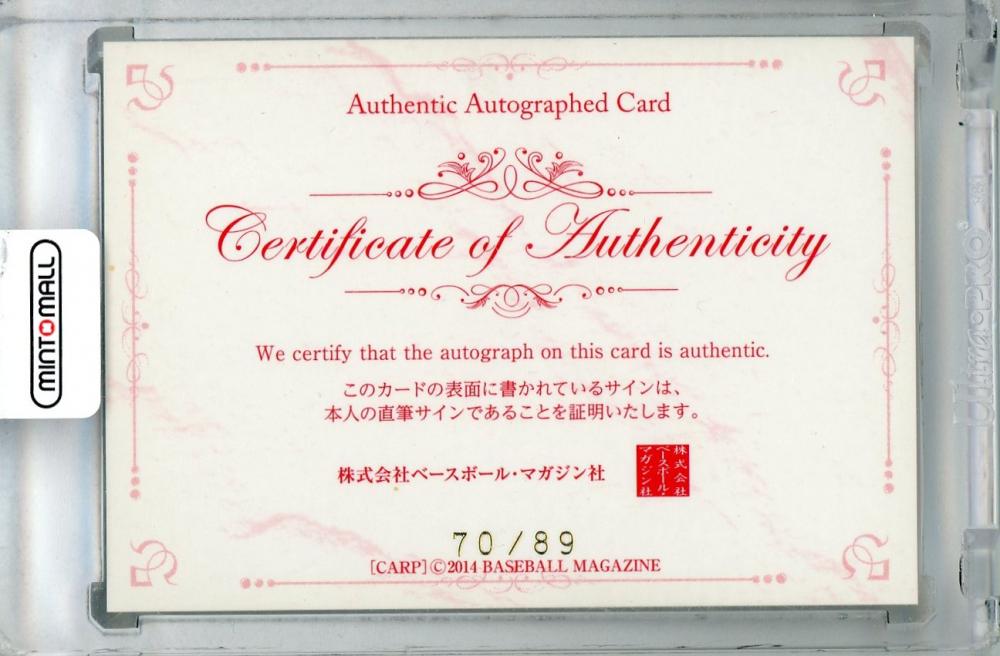 Authentic Autographed Card
Certificate of Authenticity
We certify that the autograph on this card is authentic.
このカードの表面に書かれているサインは、
本人の直筆サインであることを証明いたします。
株式会社ベースボール・マガジン社
株式会社
ベースボール・
マガジン社
70/89
[CARP]©2014 BASEBALL MAGAZINE
MINTOMALL
UltraPRO